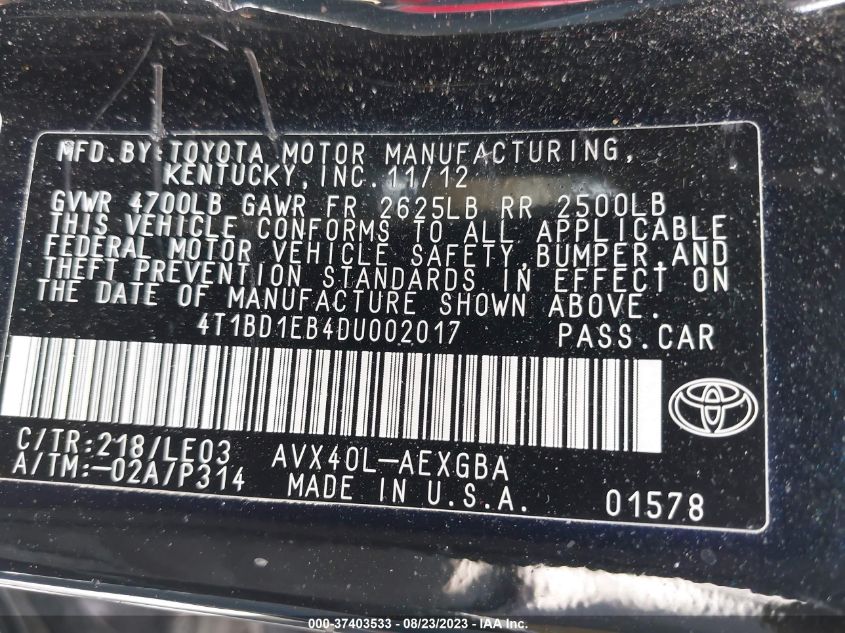 MFD.BY:TOYOTA MOTOR MANUFACTURING,
KENTUCKY,INC.11/12
GVWR 4700LB GAWR FR 2625LB RR 2500LB
THIS VEHICLE CONFORMS TO ALL APPLICABLE
FEDERAL MOTOR VEHICLE SAFETY,BUMPER,AND
THEFT PREVENTION STANDARDS IN EFFECT ON
THE DATE OF MANUFACTURE SHOWN ABOVE.
4T1BD1EB4DU002017 PASS.CAR
C/TR:218/LE03 AVX40L-AEXGBA
A/TM:-02A/P314 MADE IN U.S.A. 01578
000-37403533 - 08/23/2023 - IAA Inc.